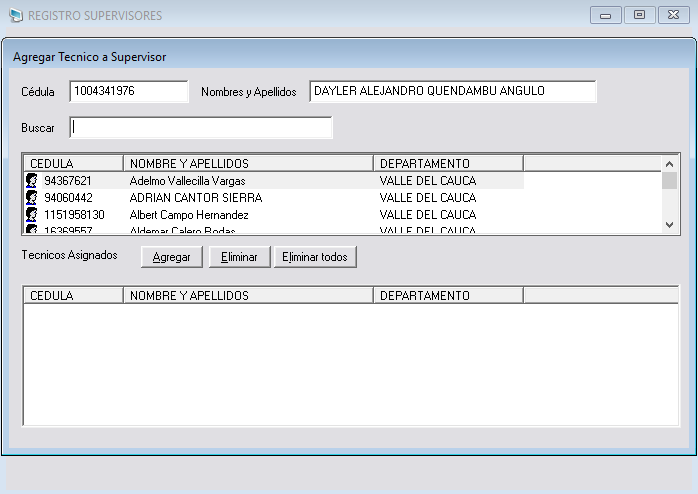 REGISTRO SUPERVISORES
Agregar Tecnico a Supervisor
Cédula 1004341976 Nombres y Apellidos DAYLER ALEJANDRO QUENDAMBU ANGULO
Buscar
CEDULA NOMBRE Y APELLIDOS DEPARTAMENTO
94367621 Adelmo Vallecilla Vargas VALLE DEL CAUCA
94060442 ADRIAN CANTOR SIERRA VALLE DEL CAUCA
1151958130 Albert Campo Hernandez VALLE DEL CAUCA
16369557 Aldemar Calero Rodas VALLE DEL CAUCA
Tecnicos Asignados Agregar Eliminar Eliminar todos
CEDULA NOMBRE Y APELLIDOS DEPARTAMENTO